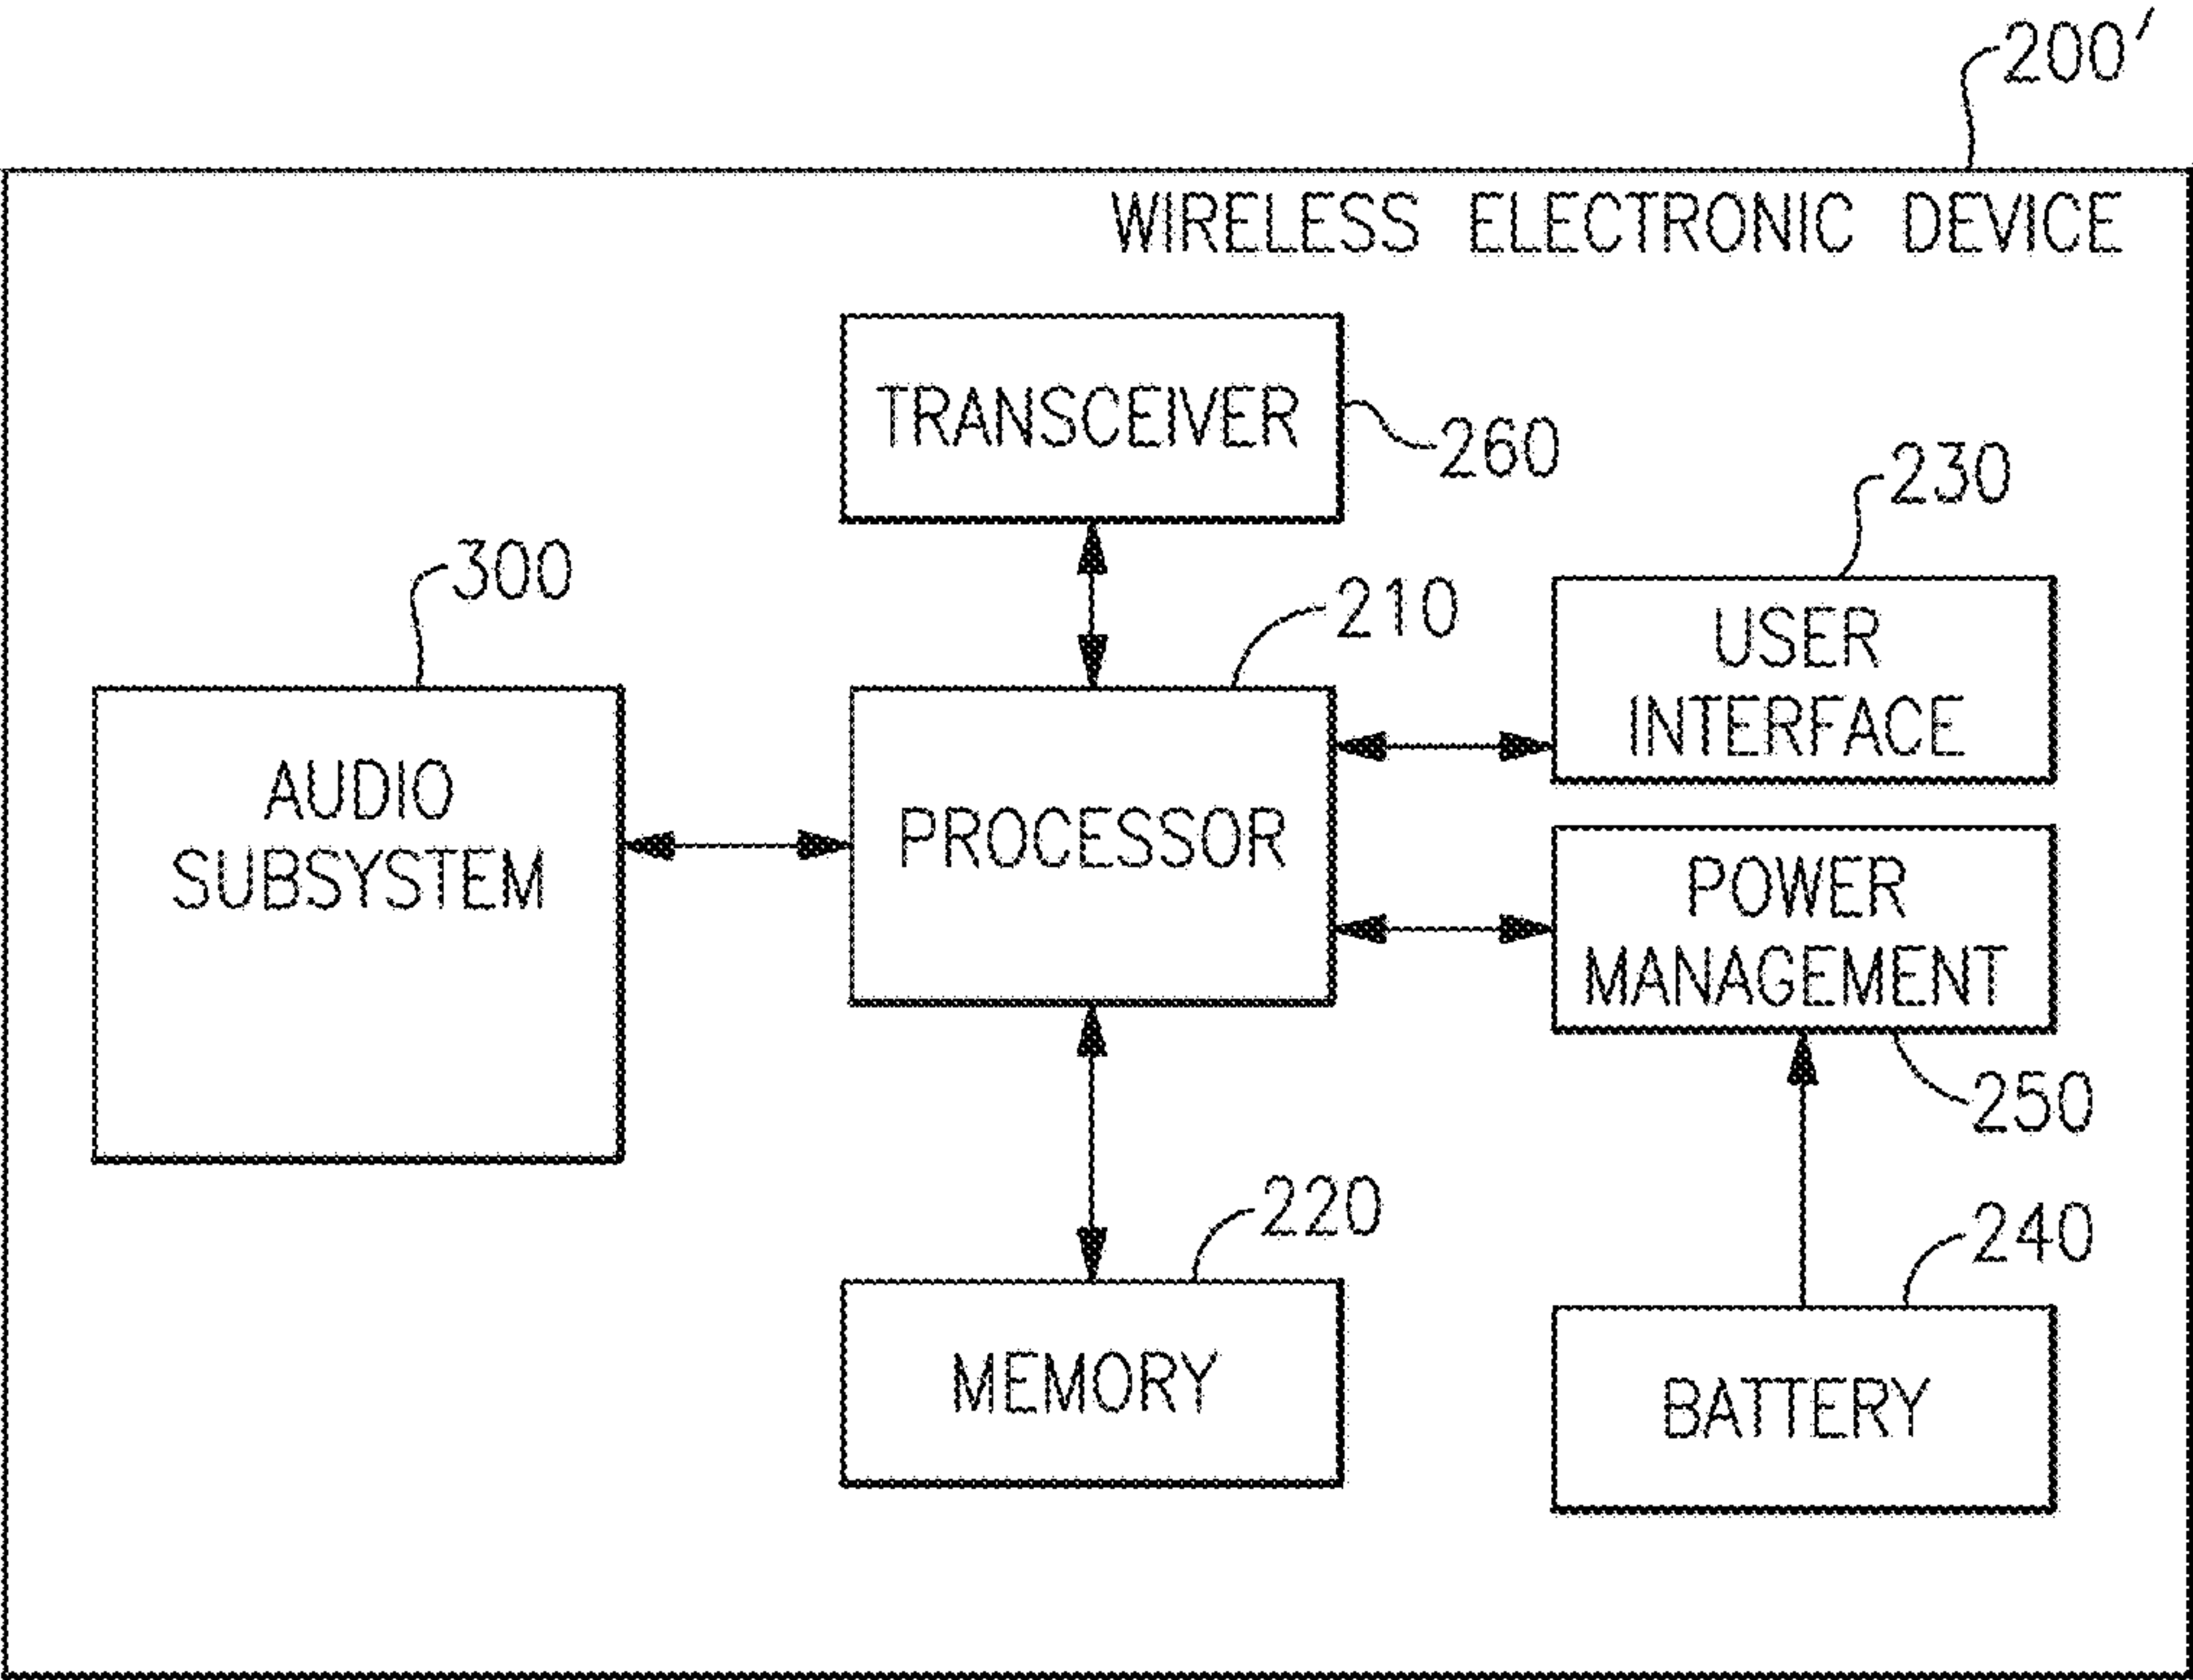 200'
WIRELESS ELECTRONIC DEVICE
TRANSCEIVER
260
230
300
210
USER
INTERFACE
AUDIO
SUBSYSTEM
PROCESSOR
POWER
MANAGEMENT
250
220
240
MEMORY
BATTERY